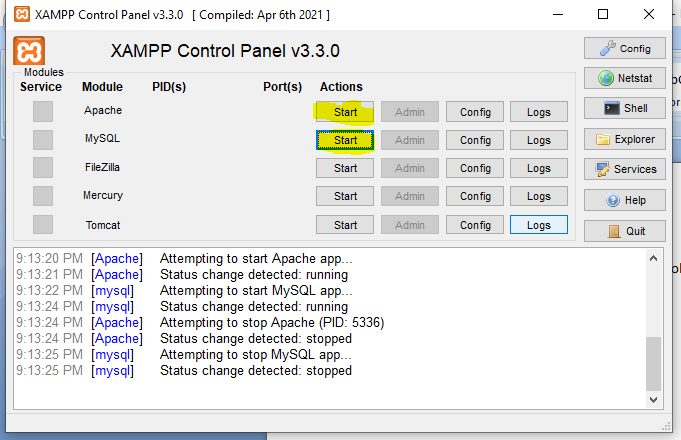 XAMPP Control Panel v3.3.0 [ Compiled: Apr 6th 2021 ]
XAMPP Control Panel v3.3.0
Config
Modules
Service Module PID(s) Port(s) Actions
Netstat
Apache Start Admin Config Logs
Shell
MySQL Start Admin Config Logs
Explorer
FileZilla Start Admin Config Logs
Services
Mercury Start Admin Config Logs
Help
Tomcat Start Admin Config Logs
Quit
9:13:20 PM [Apache] Attempting to start Apache app...
9:13:21 PM [Apache] Status change detected: running
9:13:22 PM [mysql] Attempting to start MySQL app...
9:13:24 PM [mysql] Status change detected: running
9:13:24 PM [Apache] Attempting to stop Apache (PID: 5336)
9:13:24 PM [Apache] Status change detected: stopped
9:13:25 PM [mysql] Attempting to stop MySQL app...
9:13:25 PM [mysql] Status change detected: stopped